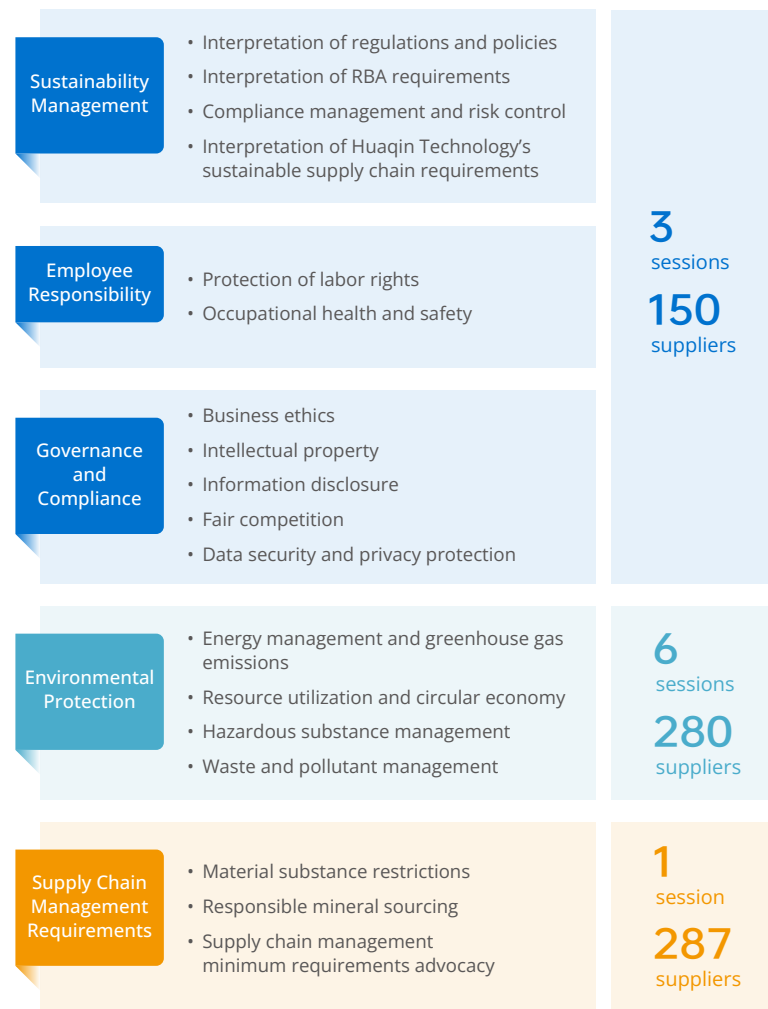 Sustainability
Management
• Interpretation of regulations and policies
• Interpretation of RBA requirements
• Compliance management and risk control
• Interpretation of Huaqin Technology’s
sustainable supply chain requirements
Employee
Responsibility
• Protection of labor rights
• Occupational health and safety
Governance
and
Compliance
• Business ethics
• Intellectual property
• Information disclosure
• Fair competition
• Data security and privacy protection
3
sessions
150
suppliers
Environmental
Protection
• Energy management and greenhouse gas
emissions
• Resource utilization and circular economy
• Hazardous substance management
• Waste and pollutant management
6
sessions
280
suppliers
Supply Chain
Management
Requirements
• Material substance restrictions
• Responsible mineral sourcing
• Supply chain management
minimum requirements advocacy
1
session
287
suppliers